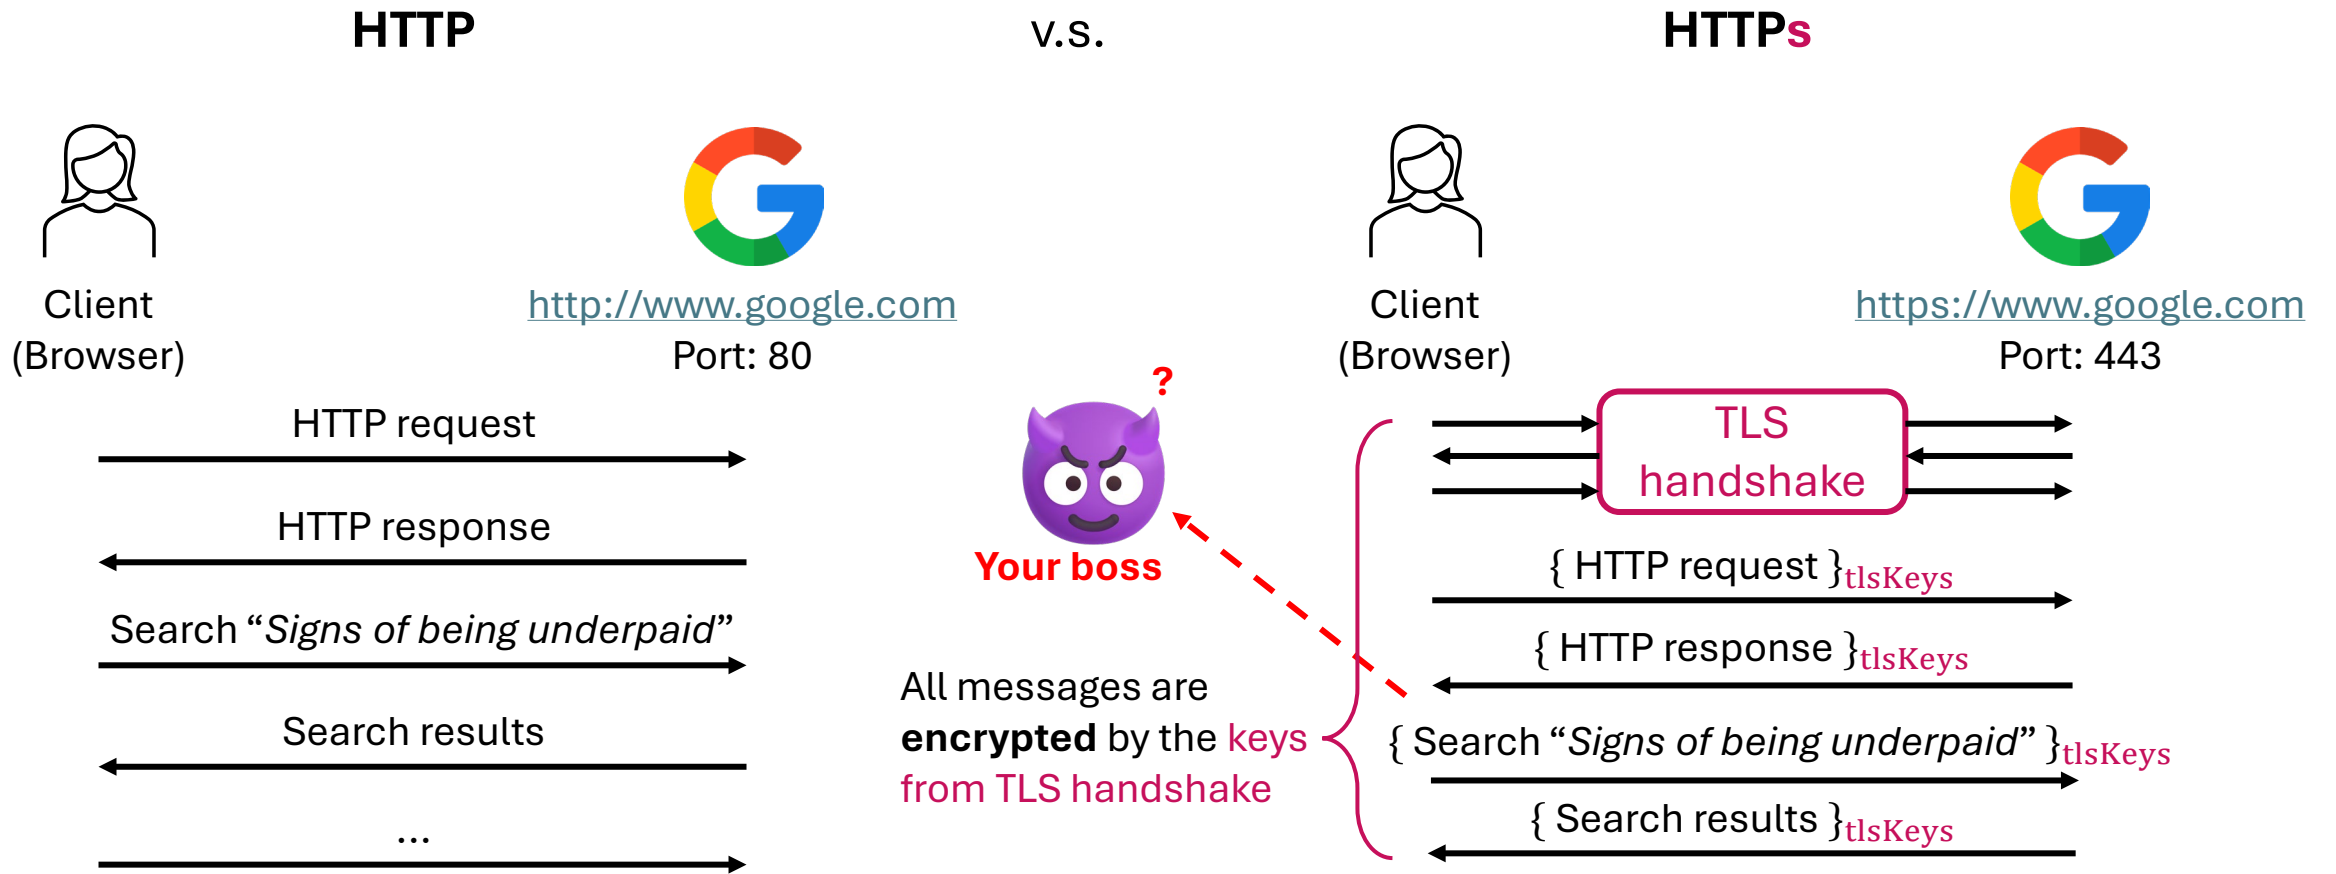 HTTP
v.s.
HTTPs
Client
(Browser)
http://www.google.com
Port: 80
HTTP request
HTTP response
Search “Signs of being underpaid”
Search results
...
?
Your boss
All messages are
encrypted by the keys
from TLS handshake
Client
(Browser)
https://www.google.com
Port: 443
TLS
handshake
{ HTTP request }tlsKeys
{ HTTP response }tlsKeys
{ Search “Signs of being underpaid” }tlsKeys
{ Search results }tlsKeys